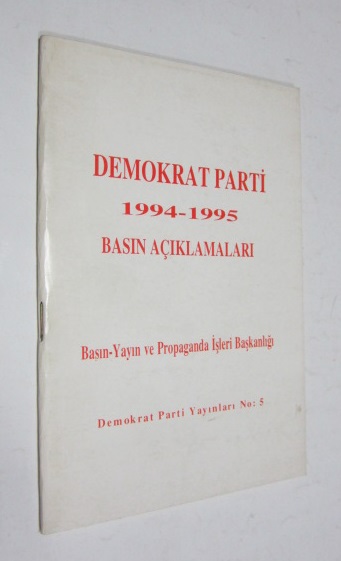 DEMOKRAT PARTİ
1994-1995
BASIN AÇIKLAMALARI
Basın-Yayın ve Propaganda İşleri Başkanlığı
Demokrat Parti Yayınları No: 5